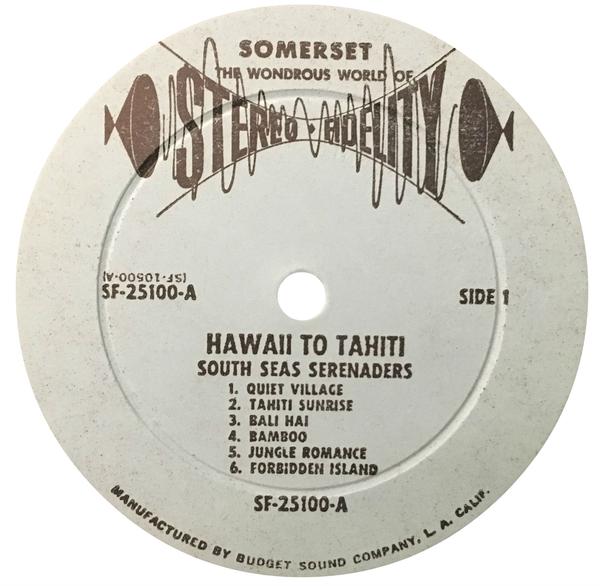 SOMERSET
THE WONDROUS WORLD OF
STEREO · FIDELITY
(SF-10500-A)
SF-25100-A
SIDE 1
HAWAII TO TAHITI
SOUTH SEAS SERENADERS
1. QUIET VILLAGE
2. TAHITI SUNRISE
3. BALI HAI
4. BAMBOO
5. JUNGLE ROMANCE
6. FORBIDDEN ISLAND
SF-25100-A
MANUFACTURED BY BUDGET SOUND COMPANY, L. A. CALIF.